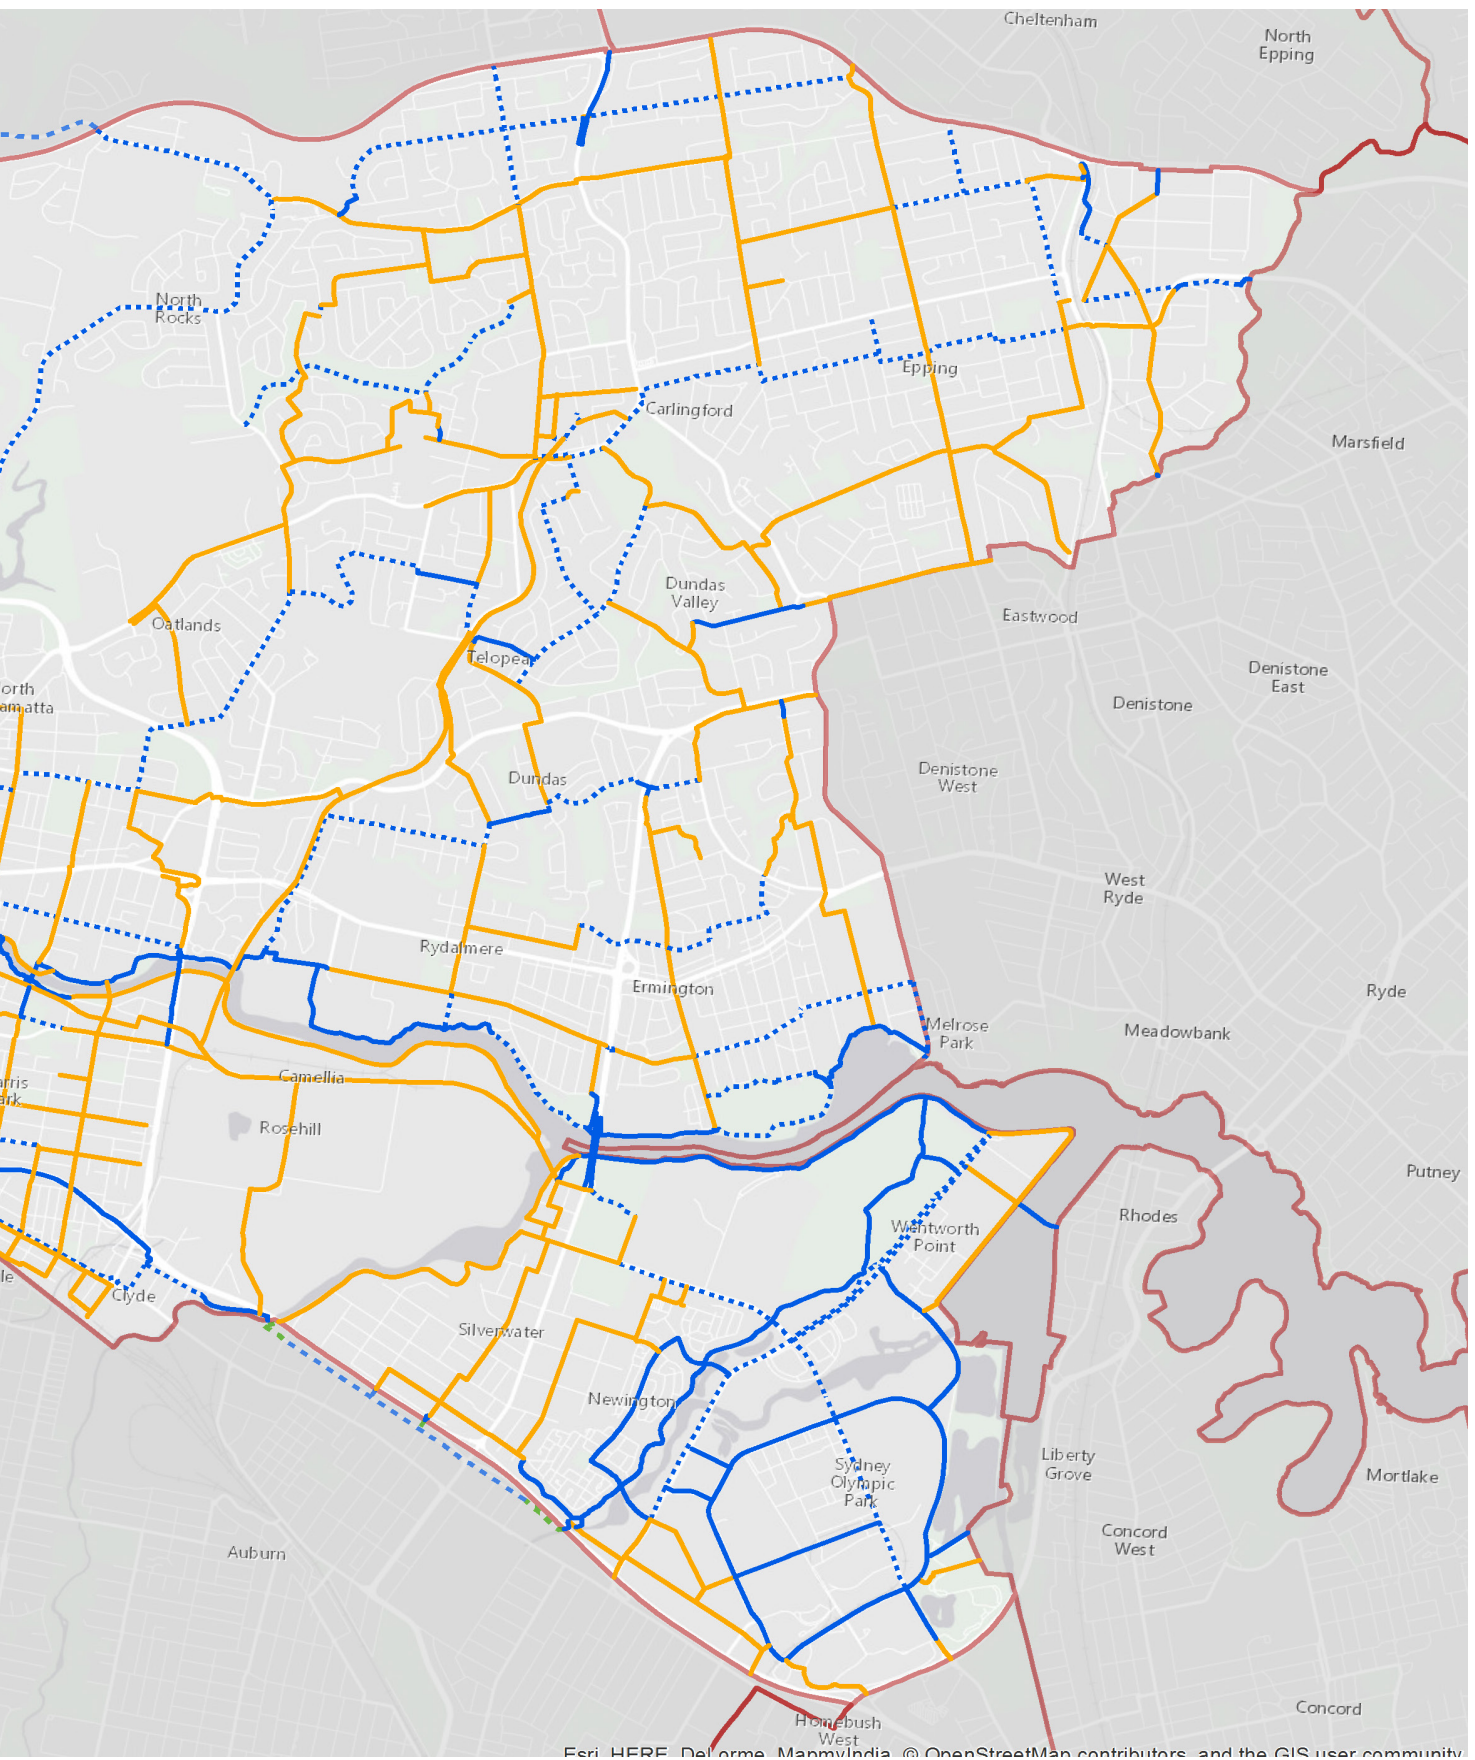 Cheltenham
North
Epping
North
Rocks
Epping
Carlingford
Marsfield
Dundas
Valley
Eastwood
Oatlands
Telopea
Denistone
East
orth
amatta
Denistone
Denistone
West
Dundas
West
Ryde
Rydalmere
Ermington
Ryde
Melrose
Park
Meadowbank
Camellia
arris
ark
Rosehill
Putney
Rhodes
Wentworth
Point
le
Clyde
Silverwater
Newington
Sydney
Olympic
Park
Liberty
Grove
Mortlake
Concord
West
Auburn
Concord
Homebush
West
Esri, HERE, DeLorme, MapmyIndia, © OpenStreetMap contributors, and the GIS user community